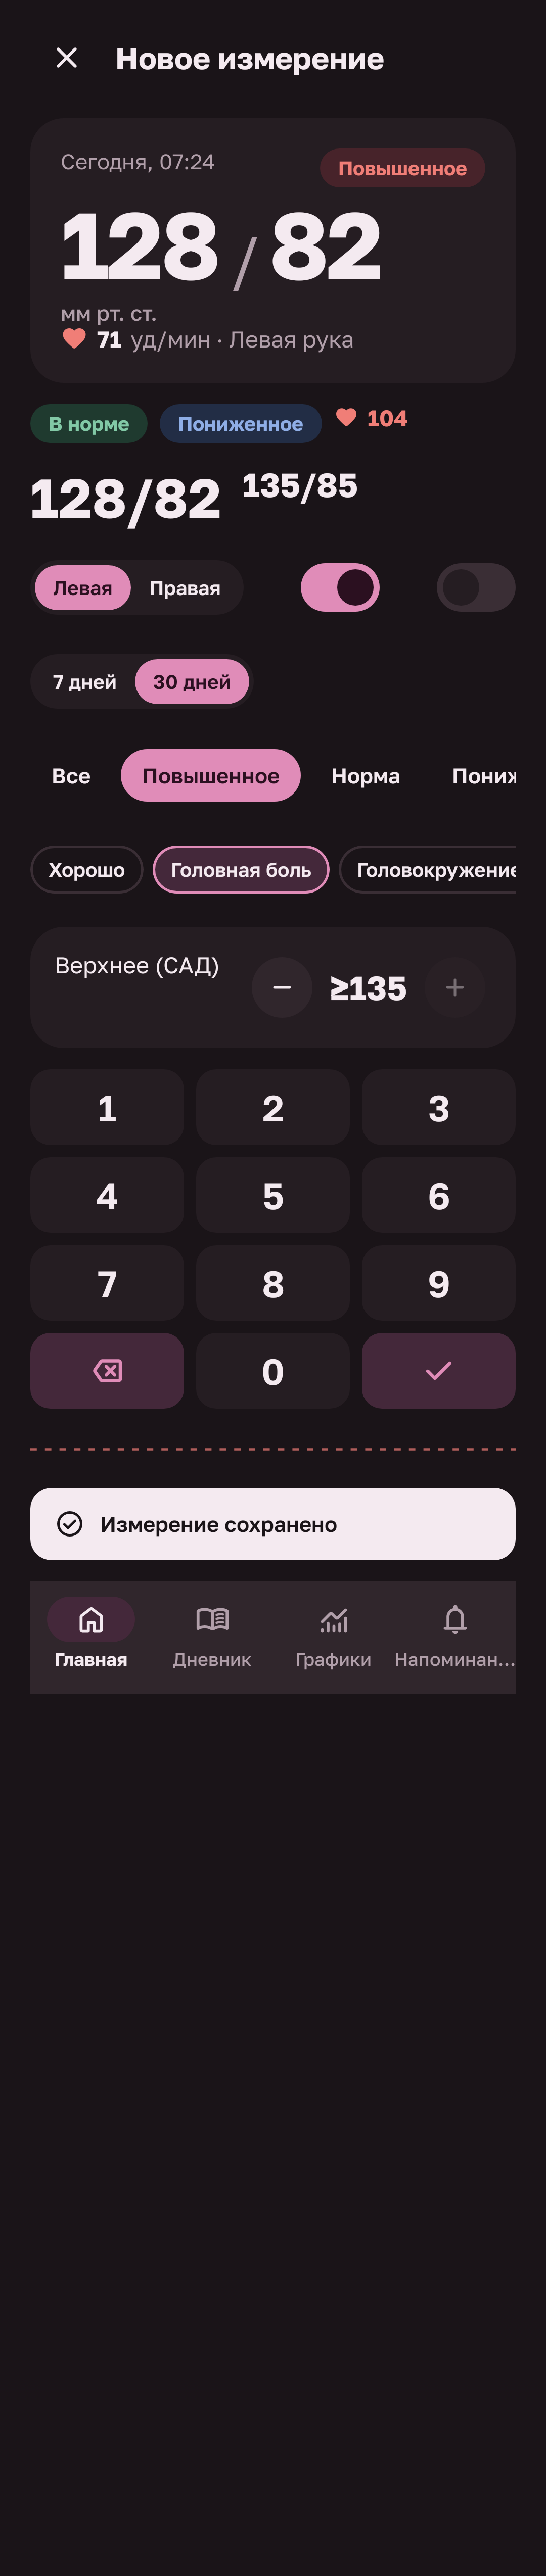 Новое измерение
Сегодня, 07:24
Повышенное
128 / 82
мм рт. ст.
71 уд/мин · Левая рука
В норме
Пониженное
104
128/82
135/85
Левая
Правая
7 дней
30 дней
Все
Повышенное
Норма
Пониж
Хорошо
Головная боль
Головокружение
Верхнее (САД)
− ≥135 +
1 2 3
4 5 6
7 8 9
0
Измерение сохранено
Главная
Дневник
Графики
Напоминан...